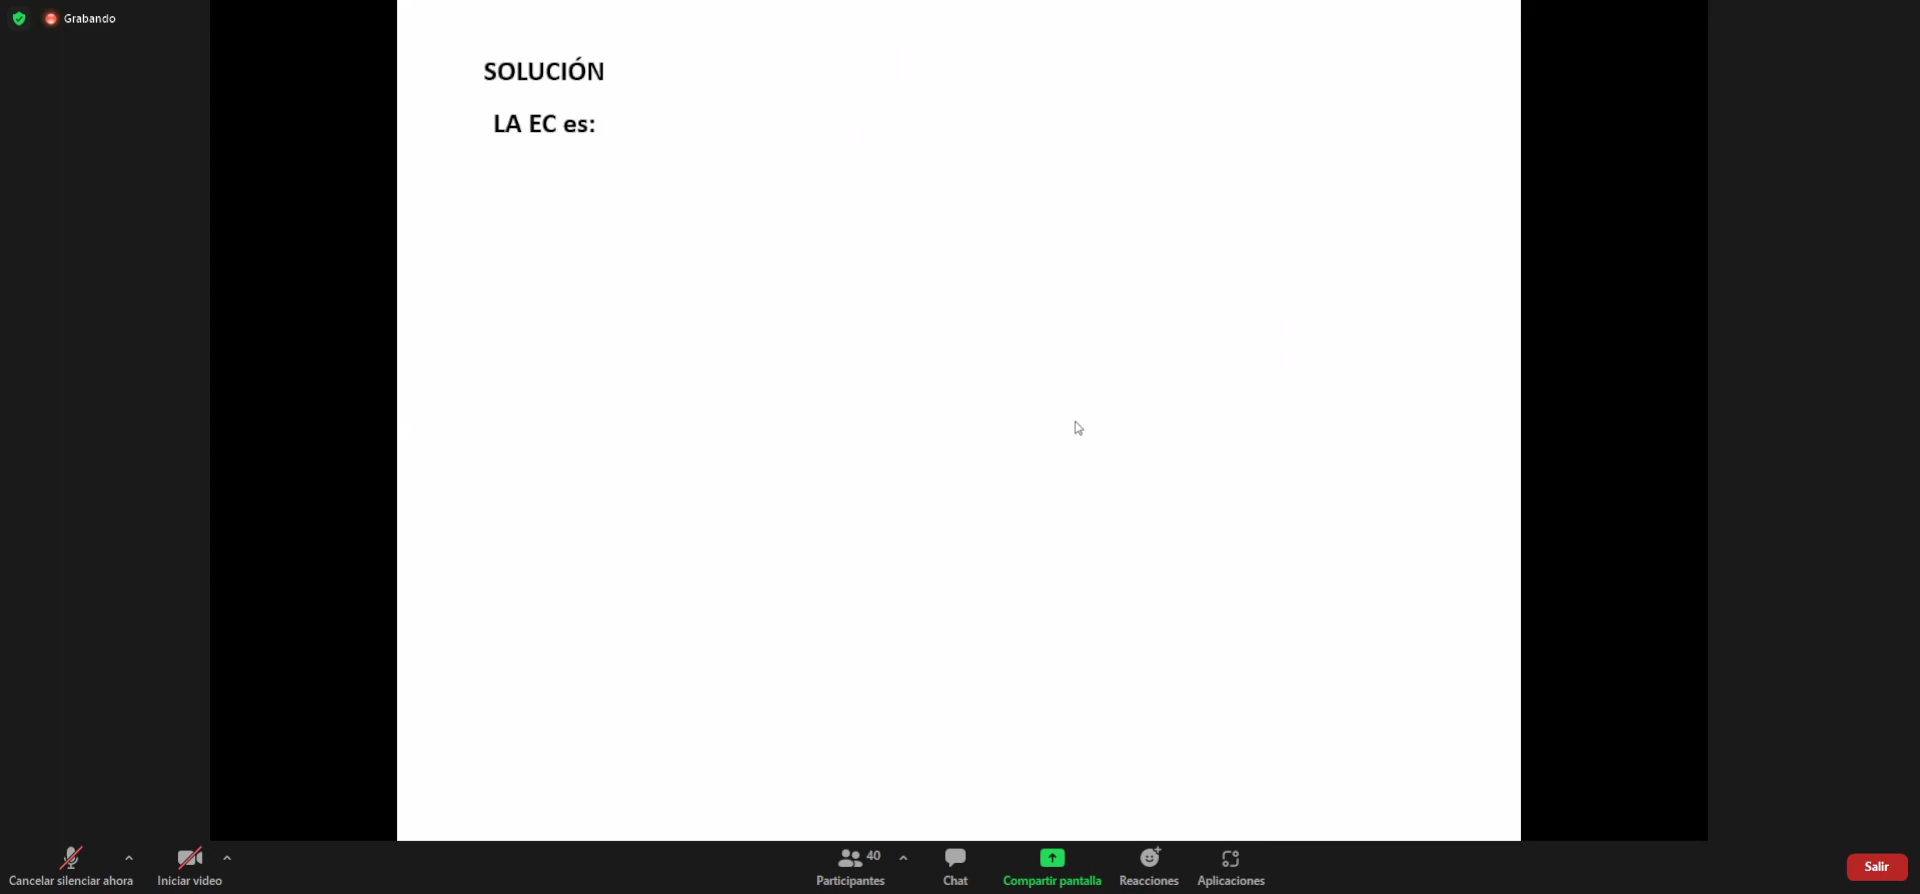 Grabando
SOLUCIÓN
LA EC es:
Cancelar silenciar ahora
Iniciar video
40
Participantes
Chat
Compartir pantalla
Reacciones
Aplicaciones
Salir